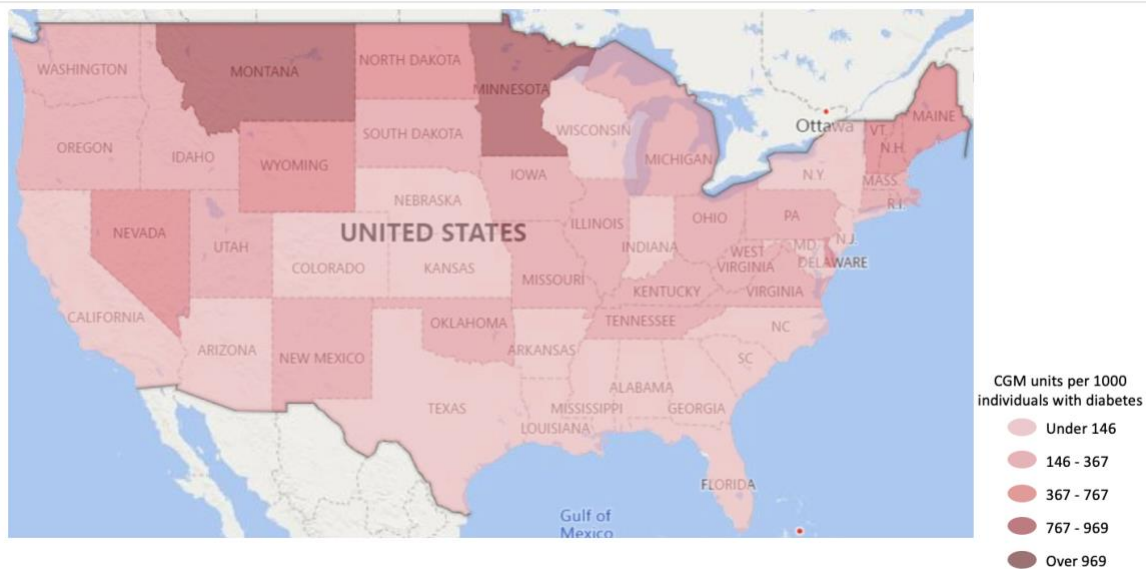 WASHINGTON
MONTANA
NORTH DAKOTA
MINNESOTA
OREGON
IDAHO
WYOMING
SOUTH DAKOTA
WISCONSIN
MICHIGAN
Ottawa
VT.
N.H.
MAINE
N.Y.
MASS.
R.I.
NEVADA
UTAH
NEBRASKA
IOWA
UNITED STATES
COLORADO
KANSAS
ILLINOIS
INDIANA
OHIO
PA
N.J.
MD.
DELAWARE
WEST
VIRGINIA
MISSOURI
KENTUCKY
VIRGINIA
CALIFORNIA
ARIZONA
NEW MEXICO
OKLAHOMA
ARKANSAS
TENNESSEE
NC
SC
TEXAS
LOUISIANA
MISSISSIPPI
ALABAMA
GEORGIA
FLORIDA
Gulf of
Mexico
CGM units per 1000
individuals with diabetes
Under 146
146 - 367
367 - 767
767 - 969
Over 969